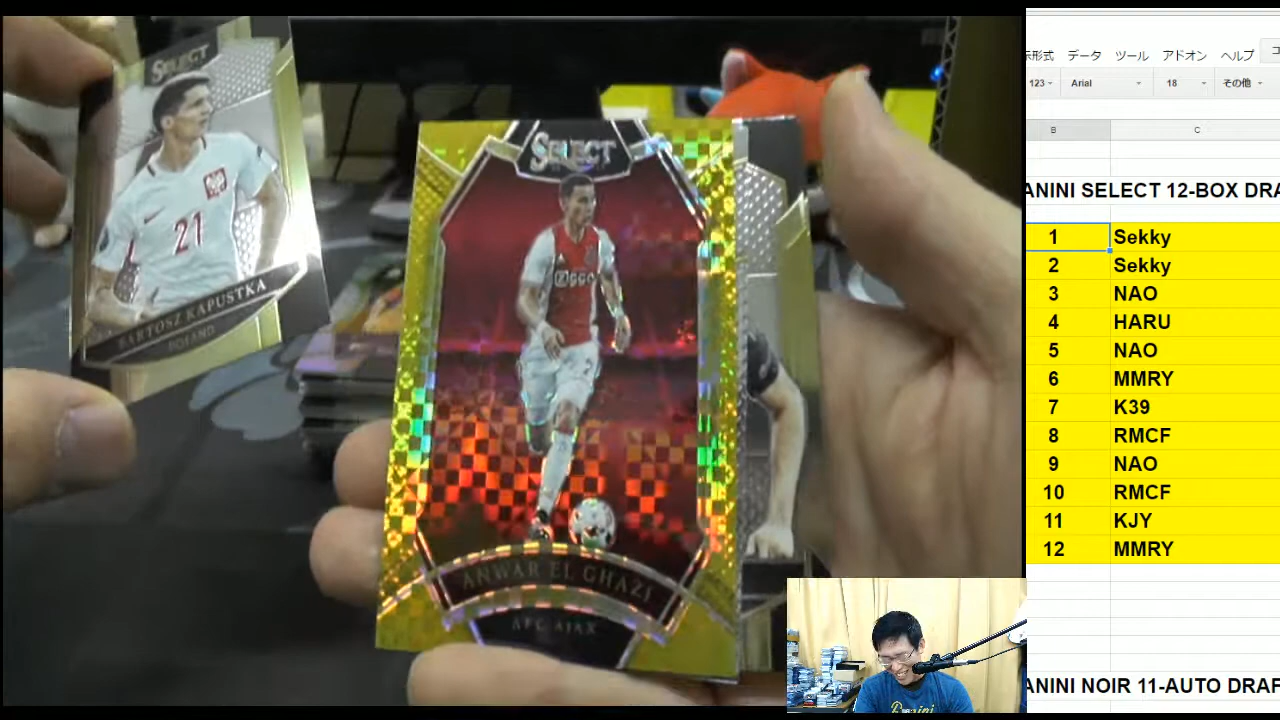 SELECT
21
BARTOSZ KAPUSTKA
POLAND
SELECT
ZIGGO
ANWAR EL GHAZI
AFC AJAX
示形式 データ ツール アドオン ヘルプ
123 Arial 18 その他
B C
ANINI SELECT 12-BOX DRA
1 Sekky
2 Sekky
3 NAO
4 HARU
5 NAO
6 MMRY
7 K39
8 RMCF
9 NAO
10 RMCF
11 KJY
12 MMRY
ANINI NOIR 11-AUTO DRAF
Panini